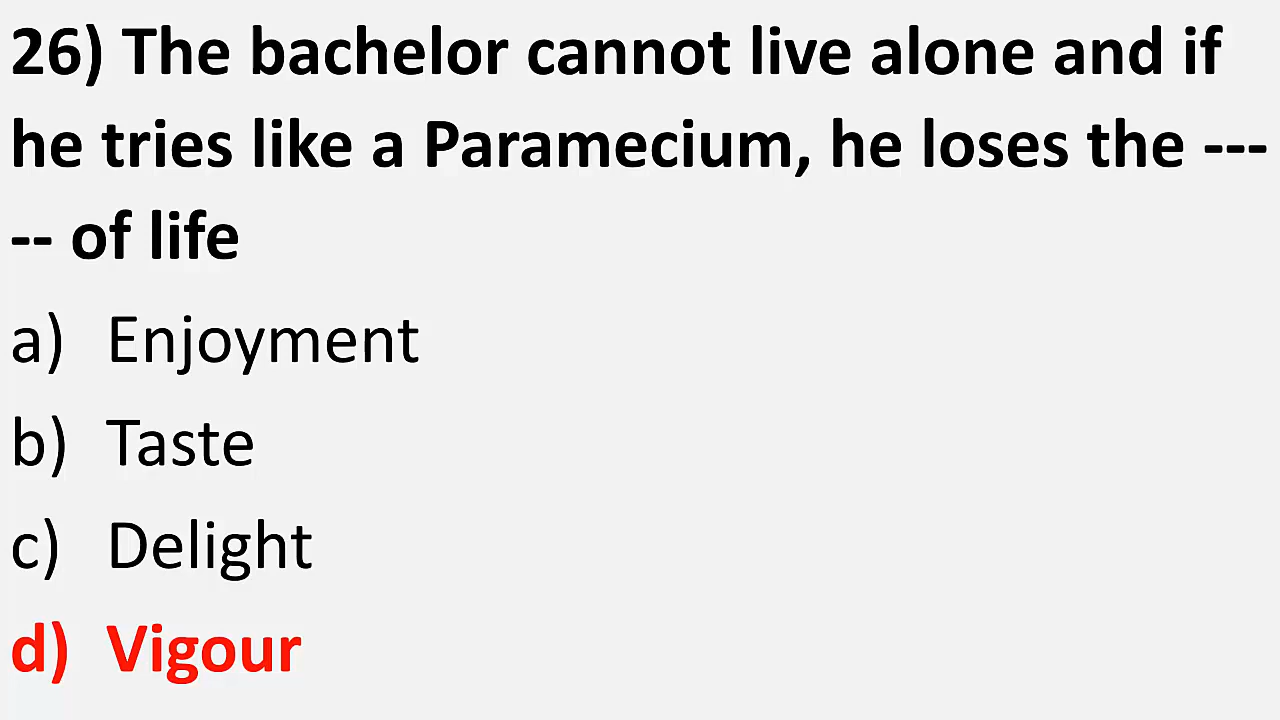 26) The bachelor cannot live alone and if
he tries like a Paramecium, he loses the ---
-- of life
a) Enjoyment
b) Taste
c) Delight
d) Vigour